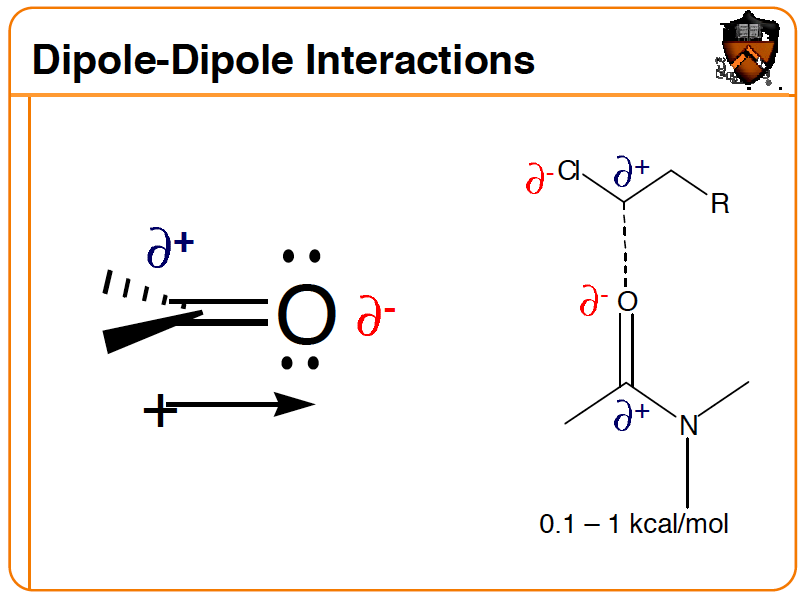 Dipole-Dipole Interactions
∂+
O
∂-
+
∂-
Cl
∂+
R
∂-
O
∂+
N
0.1 – 1 kcal/mol